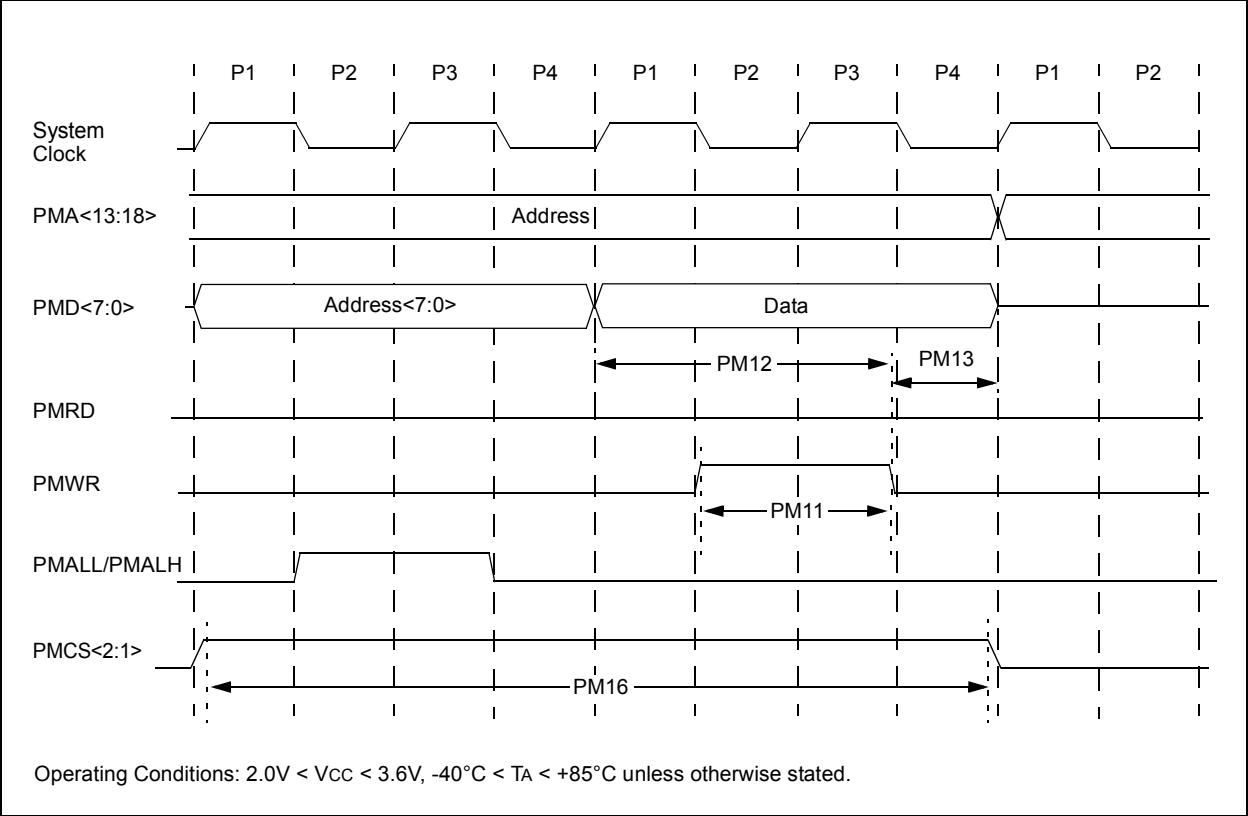 P1 P2 P3 P4 P1 P2 P3 P4 P1 P2
System
Clock
PMA<13:18>
Address
PMD<7:0>
Address<7:0>
Data
PM12
PM13
PMRD
PMWR
PM11
PMALL/PMALH
PMCS<2:1>
PM16
Operating Conditions: 2.0V < VCC < 3.6V, -40°C < TA < +85°C unless otherwise stated.